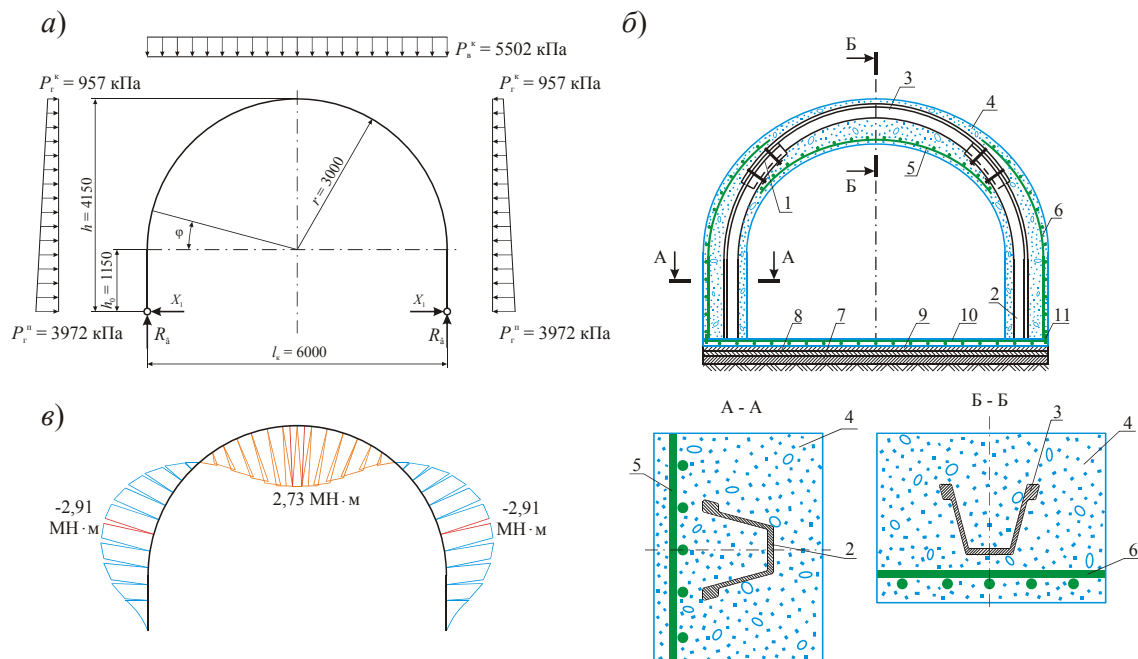 а)
Pвк = 5502 кПа
Pгк = 957 кПа
Pгк = 957 кПа
h = 4150
r = 3000
φ
h0 = 1150
X1
X1
Pгп = 3972 кПа
Râ
Râ
Pгп = 3972 кПа
lк = 6000
б)
Б
3
4
Б
5
1
6
А
А
2
8
7
9
10
11
в)
-2,91
МН·м
2,73 МН·м
-2,91
МН·м
А - А
4
5
2
Б - Б
3
4
6